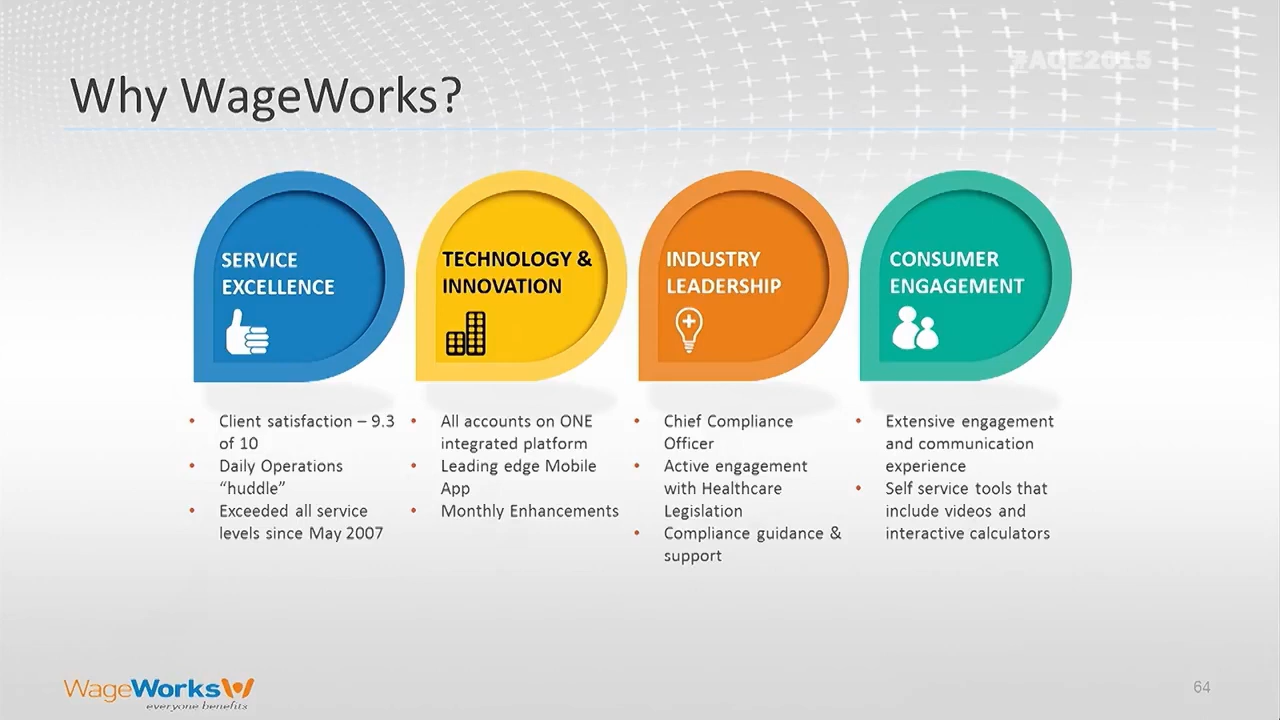 #AUE2015
Why WageWorks?
SERVICE
EXCELLENCE
TECHNOLOGY &
INNOVATION
INDUSTRY
LEADERSHIP
CONSUMER
ENGAGEMENT
• Client satisfaction – 9.3
of 10
• Daily Operations
“huddle”
• Exceeded all service
levels since May 2007
• All accounts on ONE
integrated platform
• Leading edge Mobile
App
• Monthly Enhancements
• Chief Compliance
Officer
• Active engagement
with Healthcare
Legislation
• Compliance guidance &
support
• Extensive engagement
and communication
experience
• Self service tools that
include videos and
interactive calculators
WageWorks
everyone benefits
64